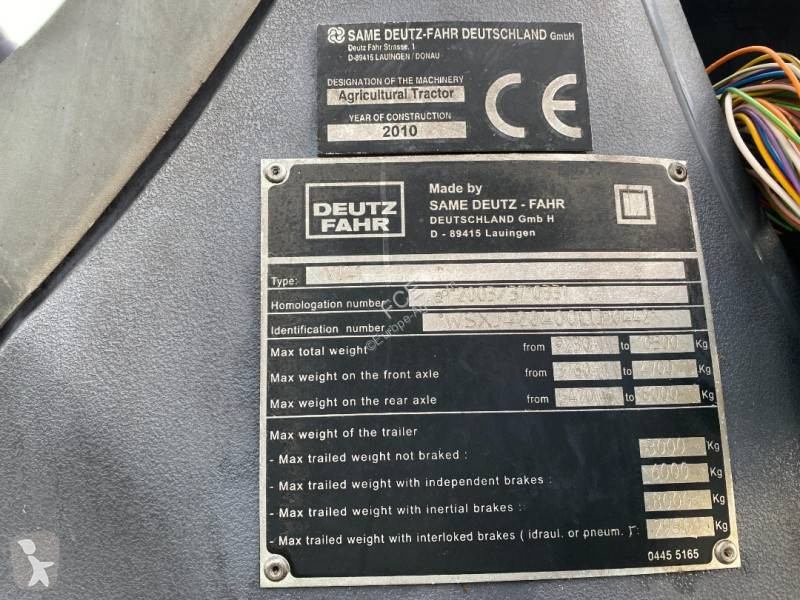 SAME DEUTZ-FAHR DEUTSCHLAND GmbH
Deutz Fahr Strasse. 1
D-89415 LAUINGEN / DONAU
DESIGNATION OF THE MACHINERY
Agricultural Tractor
YEAR OF CONSTRUCTION
2010
CE
DEUTZ
FAHR
Made by
SAME DEUTZ - FAHR
DEUTSCHLAND Gmb H
D - 89415 Lauingen
Type:
Homologation number
Identification number
Max total weight from to Kg
Max weight on the front axle from to Kg
Max weight on the rear axle from to Kg
Max weight of the trailer
- Max trailed weight not braked : 3000 Kg
- Max trailed weight with independent brakes : 6000 Kg
- Max trailed weight with inertial brakes : 8000 Kg
- Max trailed weight with interloked brakes ( idraul. or pneum. ): Kg
0445 5165